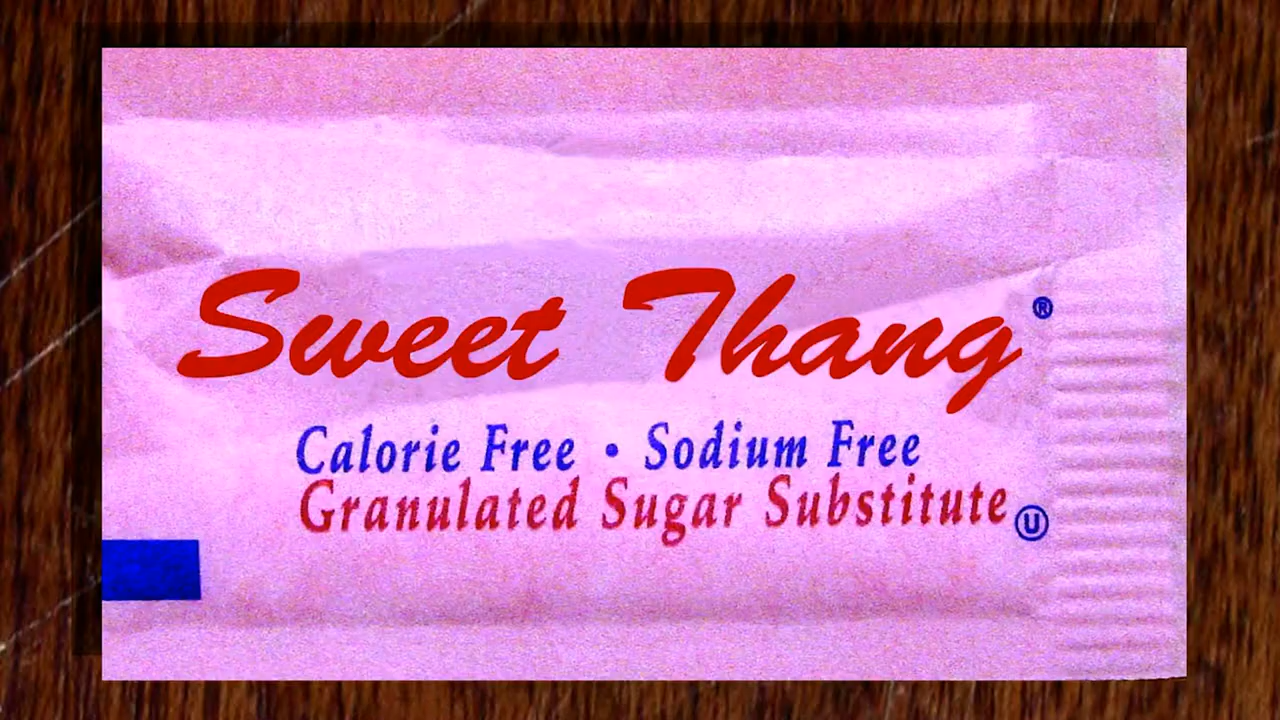 Sweet Thang®
Calorie Free • Sodium Free
Granulated Sugar Substitute Ⓤ